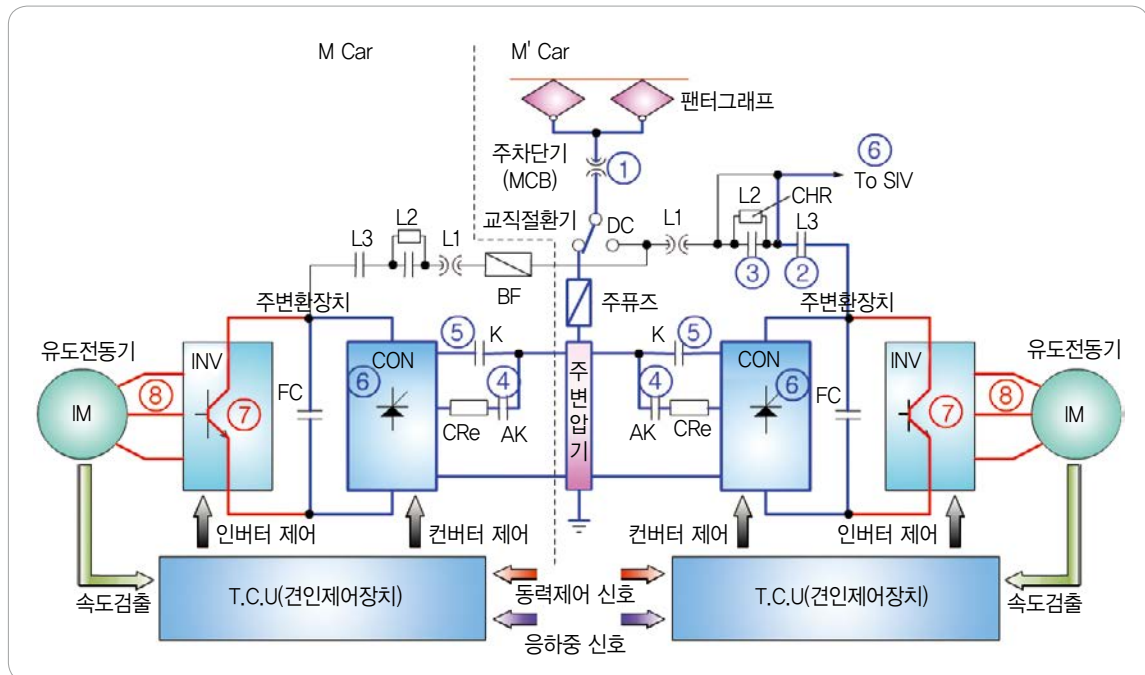 M Car
M' Car
팬터그래프
주차단기
(MCB)
①
⑥
To SIV
교직절환기
DC
L1
L2
CHR
L3
③
②
L3
L2
L1
BF
주퓨즈
주변환장치
주변환장치
유도전동기
IM
⑧
INV
⑦
FC
CON
⑥
⑤
K
④
CRe
AK
주변압기
K
⑤
④
AK
CRe
CON
⑥
FC
INV
⑦
⑧
유도전동기
IM
인버터 제어
컨버터 제어
컨버터 제어
인버터 제어
속도검출
T.C.U(견인제어장치)
동력제어 신호
응하중 신호
T.C.U(견인제어장치)
속도검출